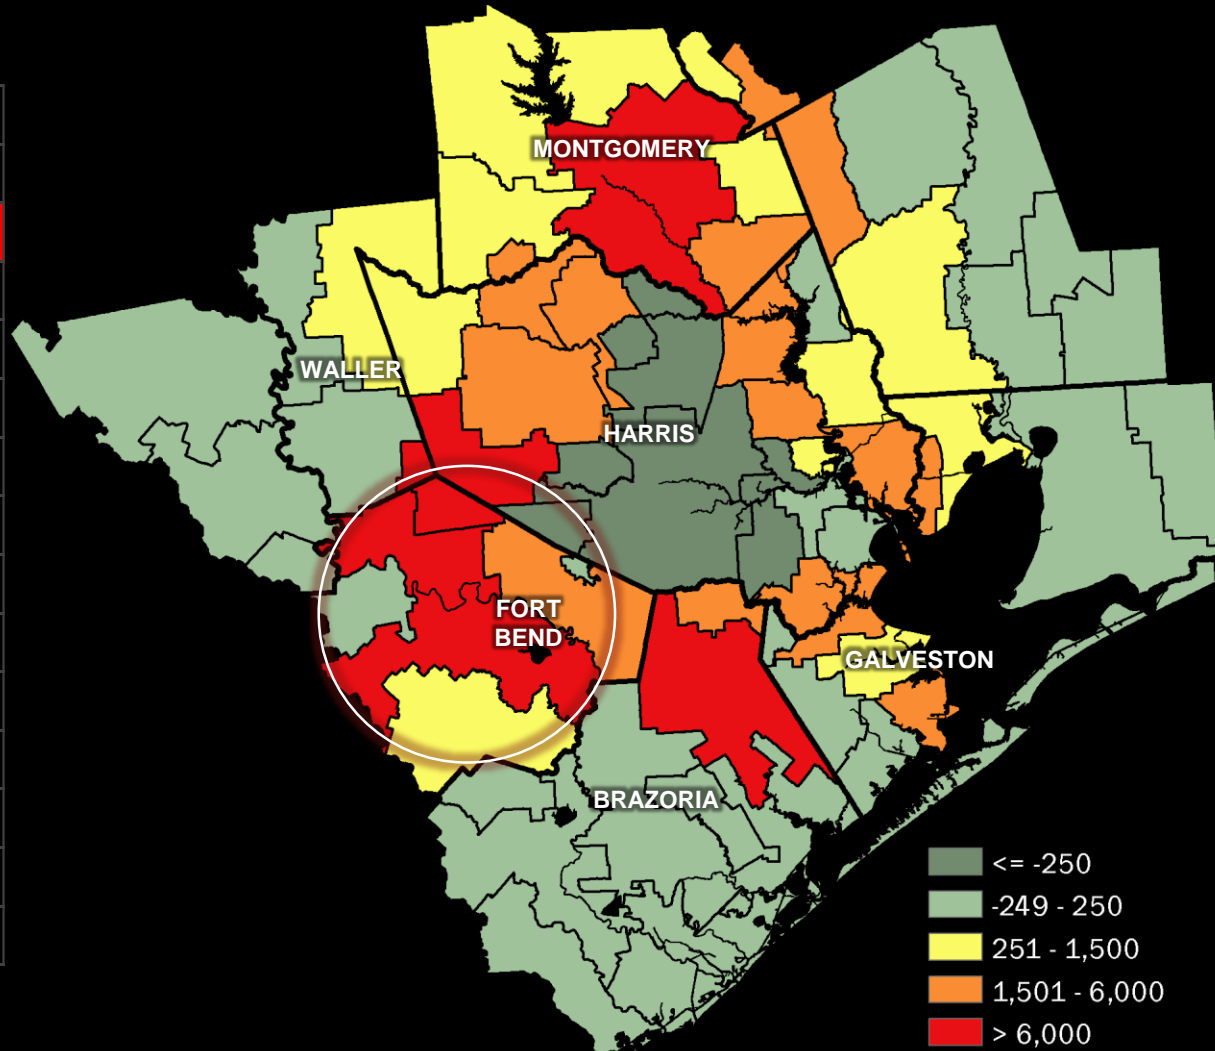 MONTGOMERY
WALLER
HARRIS
FORT
BEND
GALVESTON
BRAZORIA
<= -250
-249 - 250
251 - 1,500
1,501 - 6,000
> 6,000